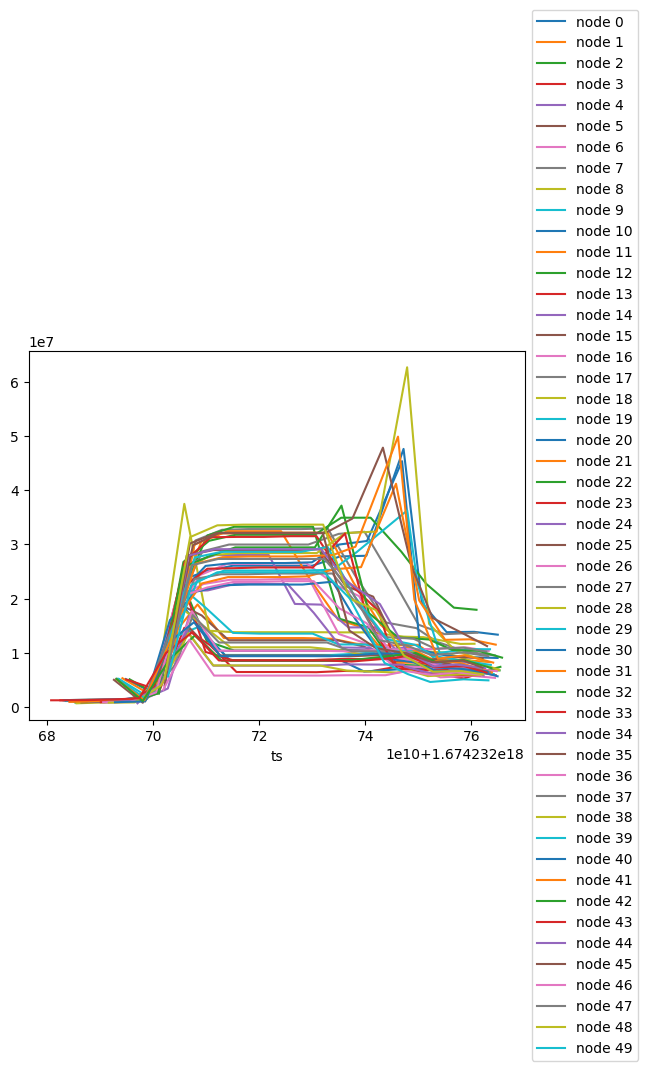 node 0
node 1
node 2
node 3
node 4
node 5
node 6
node 7
node 8
node 9
node 10
node 11
node 12
node 13
node 14
node 15
node 16
node 17
node 18
node 19
node 20
node 21
node 22
node 23
node 24
node 25
node 26
node 27
node 28
node 29
node 30
node 31
node 32
node 33
node 34
node 35
node 36
node 37
node 38
node 39
node 40
node 41
node 42
node 43
node 44
node 45
node 46
node 47
node 48
node 49
1e7
6
5
4
3
2
1
0
68 70 72 74 76
ts
1e10+1.674232e18